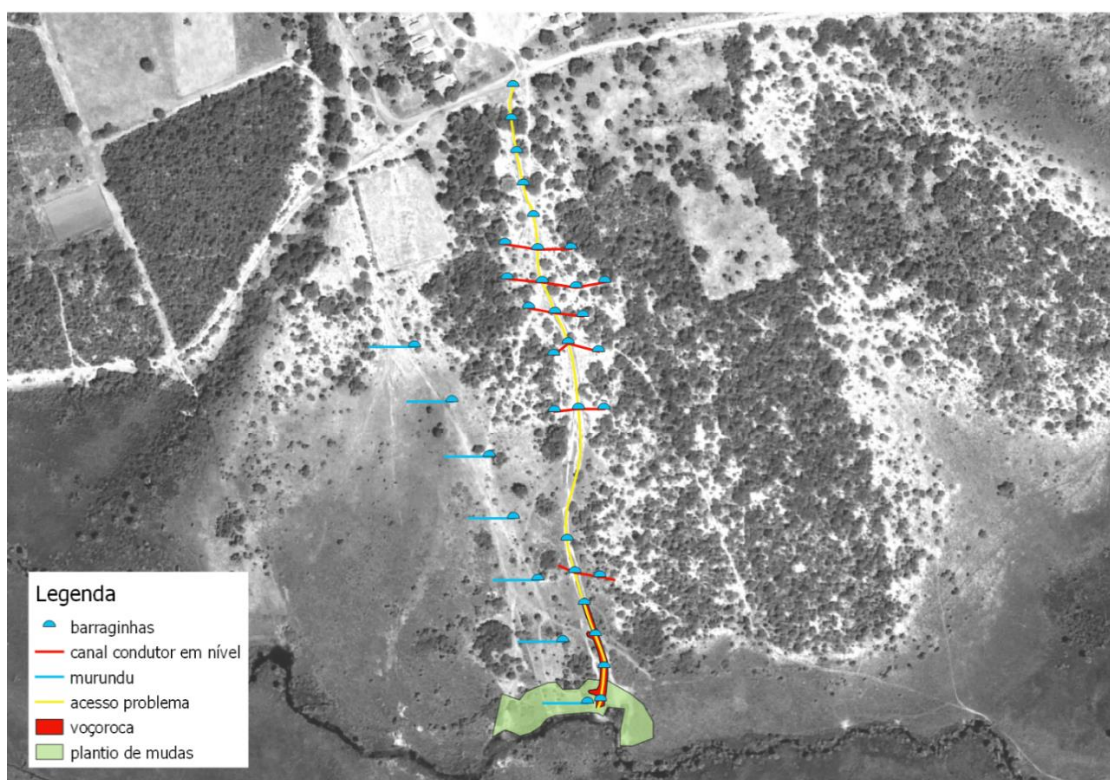 Legenda
barraginhas
canal condutor em nível
murundu
acesso problema
voçoroca
plantio de mudas